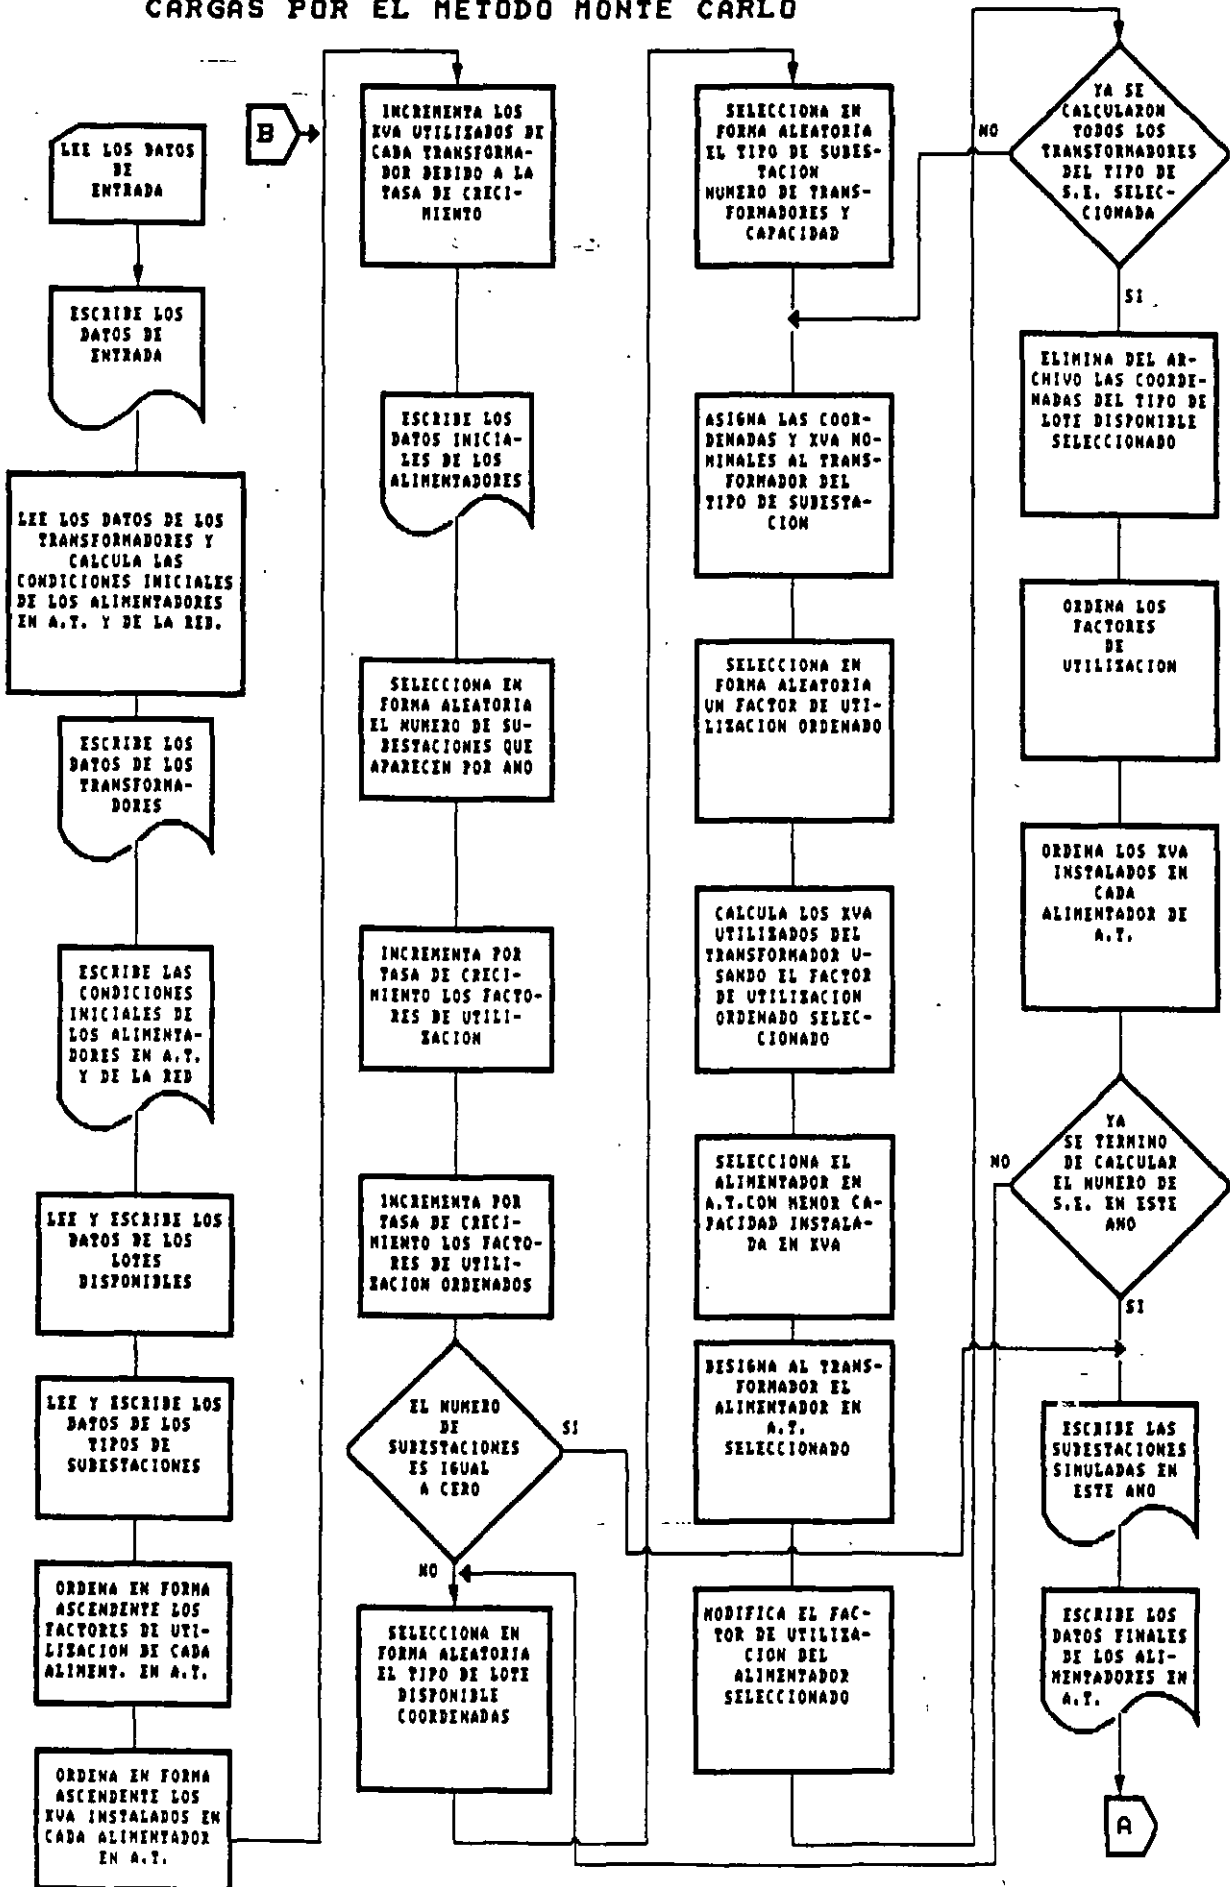 CARGAS POR EL METODO MONTE CARLO
LEE LOS DATOS
DE
ENTRADA
ESCRIBE LOS
DATOS DE
ENTRADA
LEE LOS DATOS DE LOS
TRANSFORMADORES Y
CALCULA LAS
CONDICIONES INICIALES
DE LOS ALIMENTADORES
EN A.T. Y DE LA RED.
ESCRIBE LOS
DATOS DE LOS
TRANSFORMA-
DORES
ESCRIBE LAS
CONDICIONES
INICIALES DE
LOS ALIMENTA-
DORES EN A.T.
Y DE LA RED
LEE Y ESCRIBE LOS
DATOS DE LOS
LOTES
DISPONIBLES
LEE Y ESCRIBE LOS
DATOS DE LOS
TIPOS DE
SUBESTACIONES
ORDENA EN FORMA
ASCENDENTE LOS
FACTORES DE UTI-
LIZACION DE CADA
ALIMENT. EN A.T.
ORDENA EN FORMA
ASCENDENTE LOS
KVA INSTALADOS EN
CADA ALIMENTADOR
EN A.T.
B
INCREMENTA LOS
KVA UTILIZADOS DE
CADA TRANSFORMA-
DOR DEBIDO A LA
TASA DE CRECI-
MIENTO
ESCRIBE LOS
DATOS INICIA-
LES DE LOS
ALIMENTADORES
SELECCIONA EN
FORMA ALEATORIA
EL NUMERO DE SU-
BESTACIONES QUE
APARECEN POR ANO
INCREMENTA POR
TASA DE CRECI-
MIENTO LOS FACTO-
RES DE UTILI-
ZACION
INCREMENTA POR
TASA DE CRECI-
MIENTO LOS FACTO-
RES DE UTILI-
ZACION ORDENADOS
EL NUMERO
DE
SUBESTACIONES
ES IGUAL
A CERO
SI
NO
SELECCIONA EN
FORMA ALEATORIA
EL TIPO DE LOTE
DISPONIBLE
COORDENADAS
SELECCIONA EN
FORMA ALEATORIA
EL TIPO DE SUBES-
TACION
NUMERO DE TRANS-
FORMADORES Y
CAPACIDAD
ASIGNA LAS COOR-
DENADAS Y KVA NO-
MINALES AL TRANS-
FORMADOR DEL
TIPO DE SUBESTA-
CION
SELECCIONA EN
FORMA ALEATORIA
UN FACTOR DE UTI-
LIZACION ORDENADO
CALCULA LOS KVA
UTILIZADOS DEL
TRANSFORMADOR U-
SANDO EL FACTOR
DE UTILIZACION
ORDENADO SELEC-
CIONADO
SELECCIONA EL
ALIMENTADOR EN
A.T.CON MENOR CA-
PACIDAD INSTALA-
DA EN KVA
DESIGNA AL TRANS-
FORMADOR EL
ALIMENTADOR EN
A.T.
SELECCIONADO
MODIFICA EL FAC-
TOR DE UTILIZA-
CION DEL
ALIMENTADOR
SELECCIONADO
YA SE
CALCULARON
TODOS LOS
TRANSFORMADORES
DEL TIPO DE
S.E. SELEC-
CIONADA
NO
SI
ELIMINA DEL AR-
CHIVO LAS COORDE-
NADAS DEL TIPO DE
LOTE DISPONIBLE
SELECCIONADO
ORDENA LOS
FACTORES
DE
UTILIZACION
ORDENA LOS KVA
INSTALADOS EN
CADA
ALIMENTADOR DE
A.T.
YA
SE TERMINO
DE CALCULAR
EL NUMERO DE
S.E. EN ESTE
ANO
NO
SI
ESCRIBE LAS
SUBESTACIONES
SIMULADAS EN
ESTE ANO
ESCRIBE LOS
DATOS FINALES
DE LOS ALI-
MENTADORES EN
A.T.
A